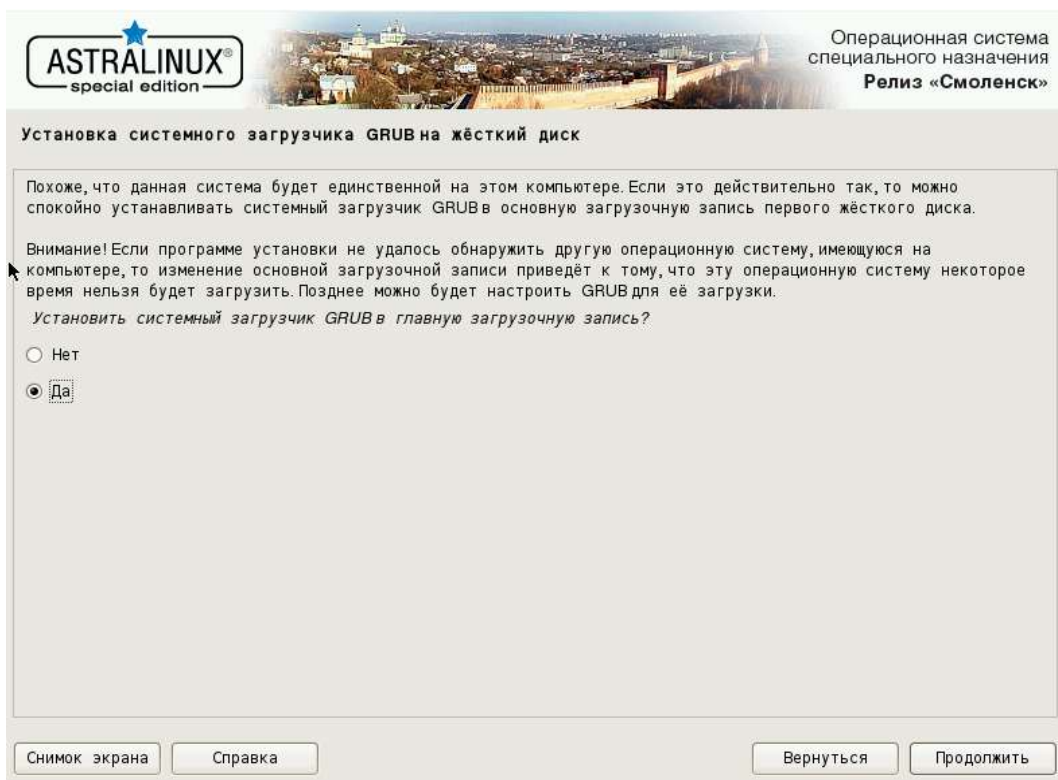 ASTRALINUX®
special edition
Операционная система
специального назначения
Релиз «Смоленск»
Установка системного загрузчика GRUB на жёсткий диск
Похоже, что данная система будет единственной на этом компьютере. Если это действительно так, то можно
спокойно устанавливать системный загрузчик GRUB в основную загрузочную запись первого жёсткого диска.
Внимание! Если программе установки не удалось обнаружить другую операционную систему, имеющуюся на
компьютере, то изменение основной загрузочной записи приведёт к тому, что эту операционную систему некоторое
время нельзя будет загрузить. Позднее можно будет настроить GRUB для её загрузки.
Установить системный загрузчик GRUB в главную загрузочную запись?
Нет
Да
Снимок экрана
Справка
Вернуться
Продолжить